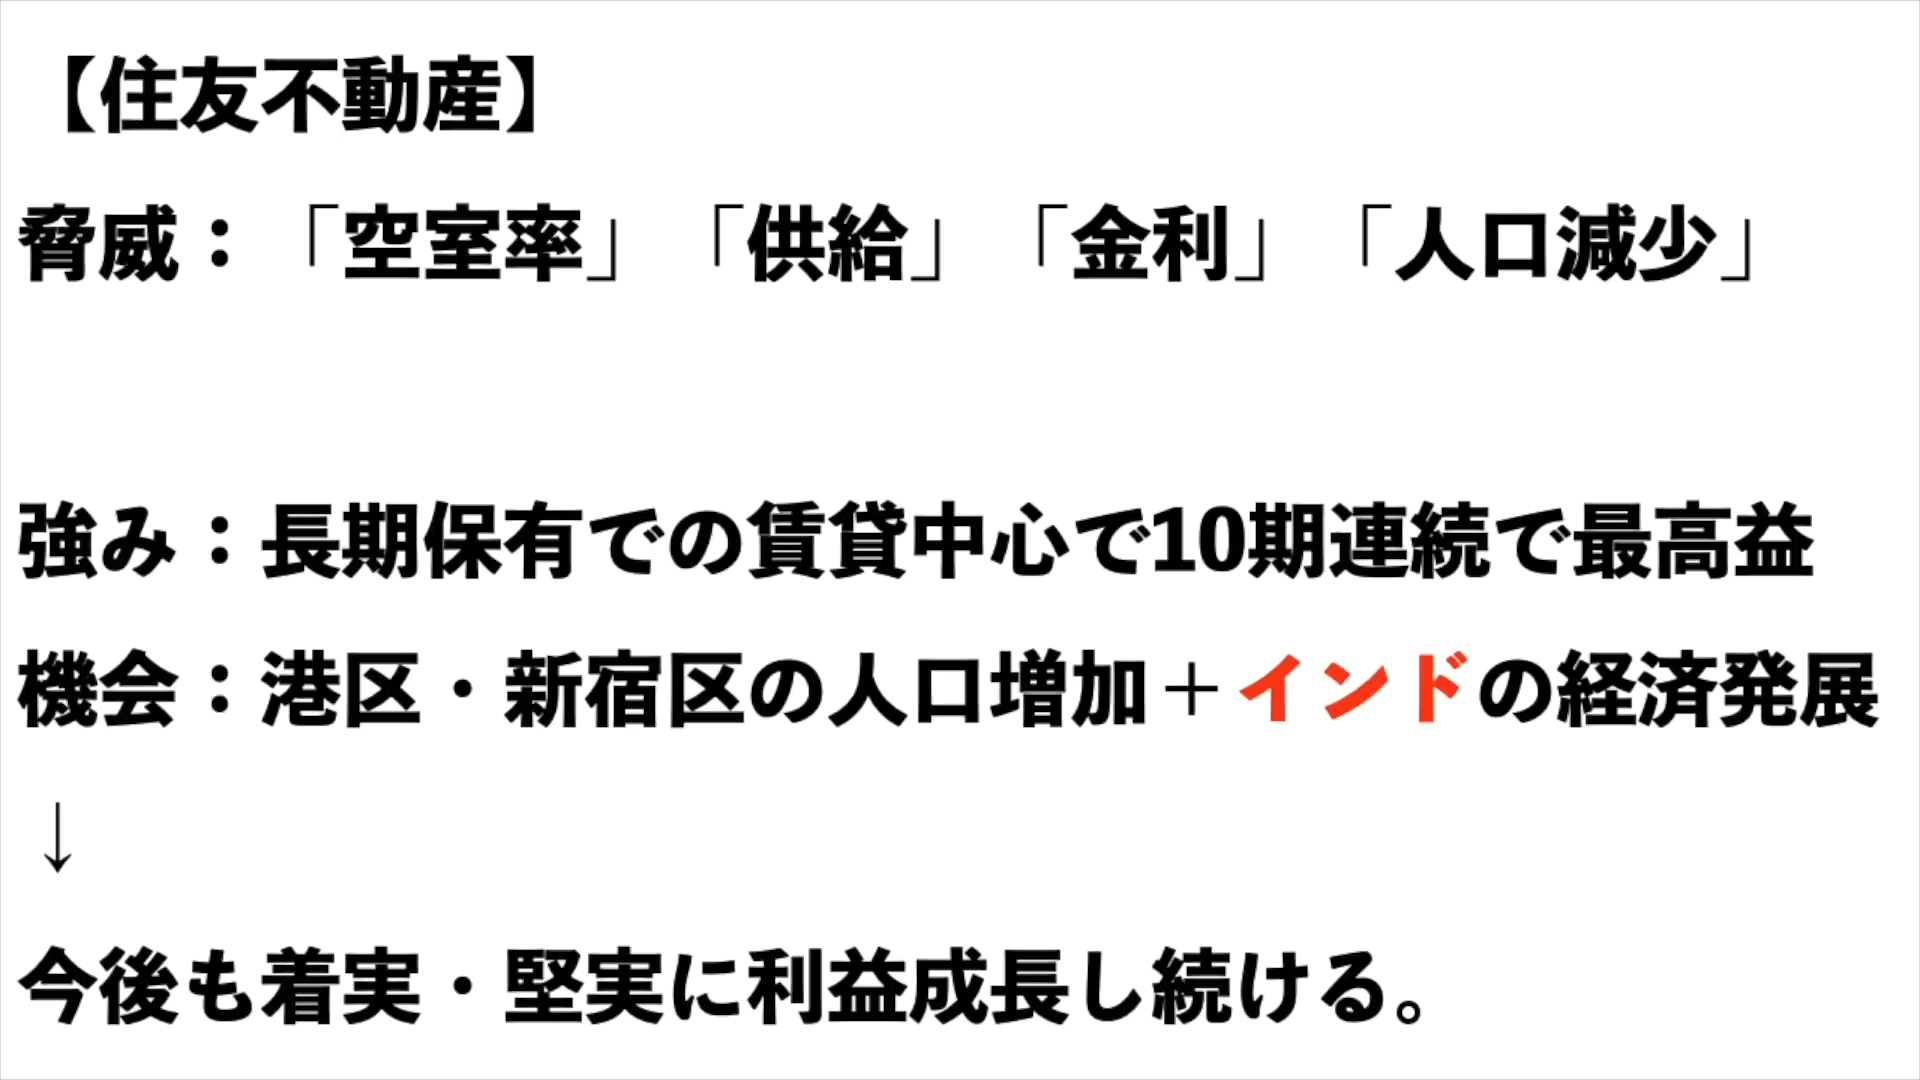 【住友不動産】
脅威：「空室率」「供給」「金利」「人口減少」
強み：長期保有での賃貸中心で10期連続で最高益
機会：港区・新宿区の人口増加＋インドの経済発展
↓
今後も着実・堅実に利益成長し続ける。